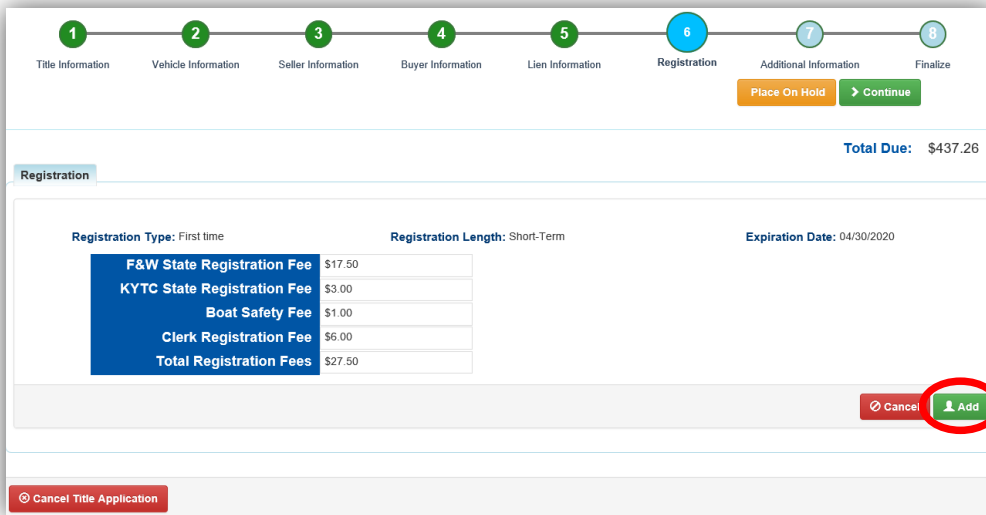 1 2 3 4 5 6 7 8
Title Information Vehicle Information Seller Information Buyer Information Lien Information Registration Additional Information Finalize
Place On Hold Continue
Total Due: $437.26
Registration
Registration Type: First time Registration Length: Short-Term Expiration Date: 04/30/2020
F&W State Registration Fee $17.50
KYTC State Registration Fee $3.00
Boat Safety Fee $1.00
Clerk Registration Fee $6.00
Total Registration Fees $27.50
Cancel Add
Cancel Title Application